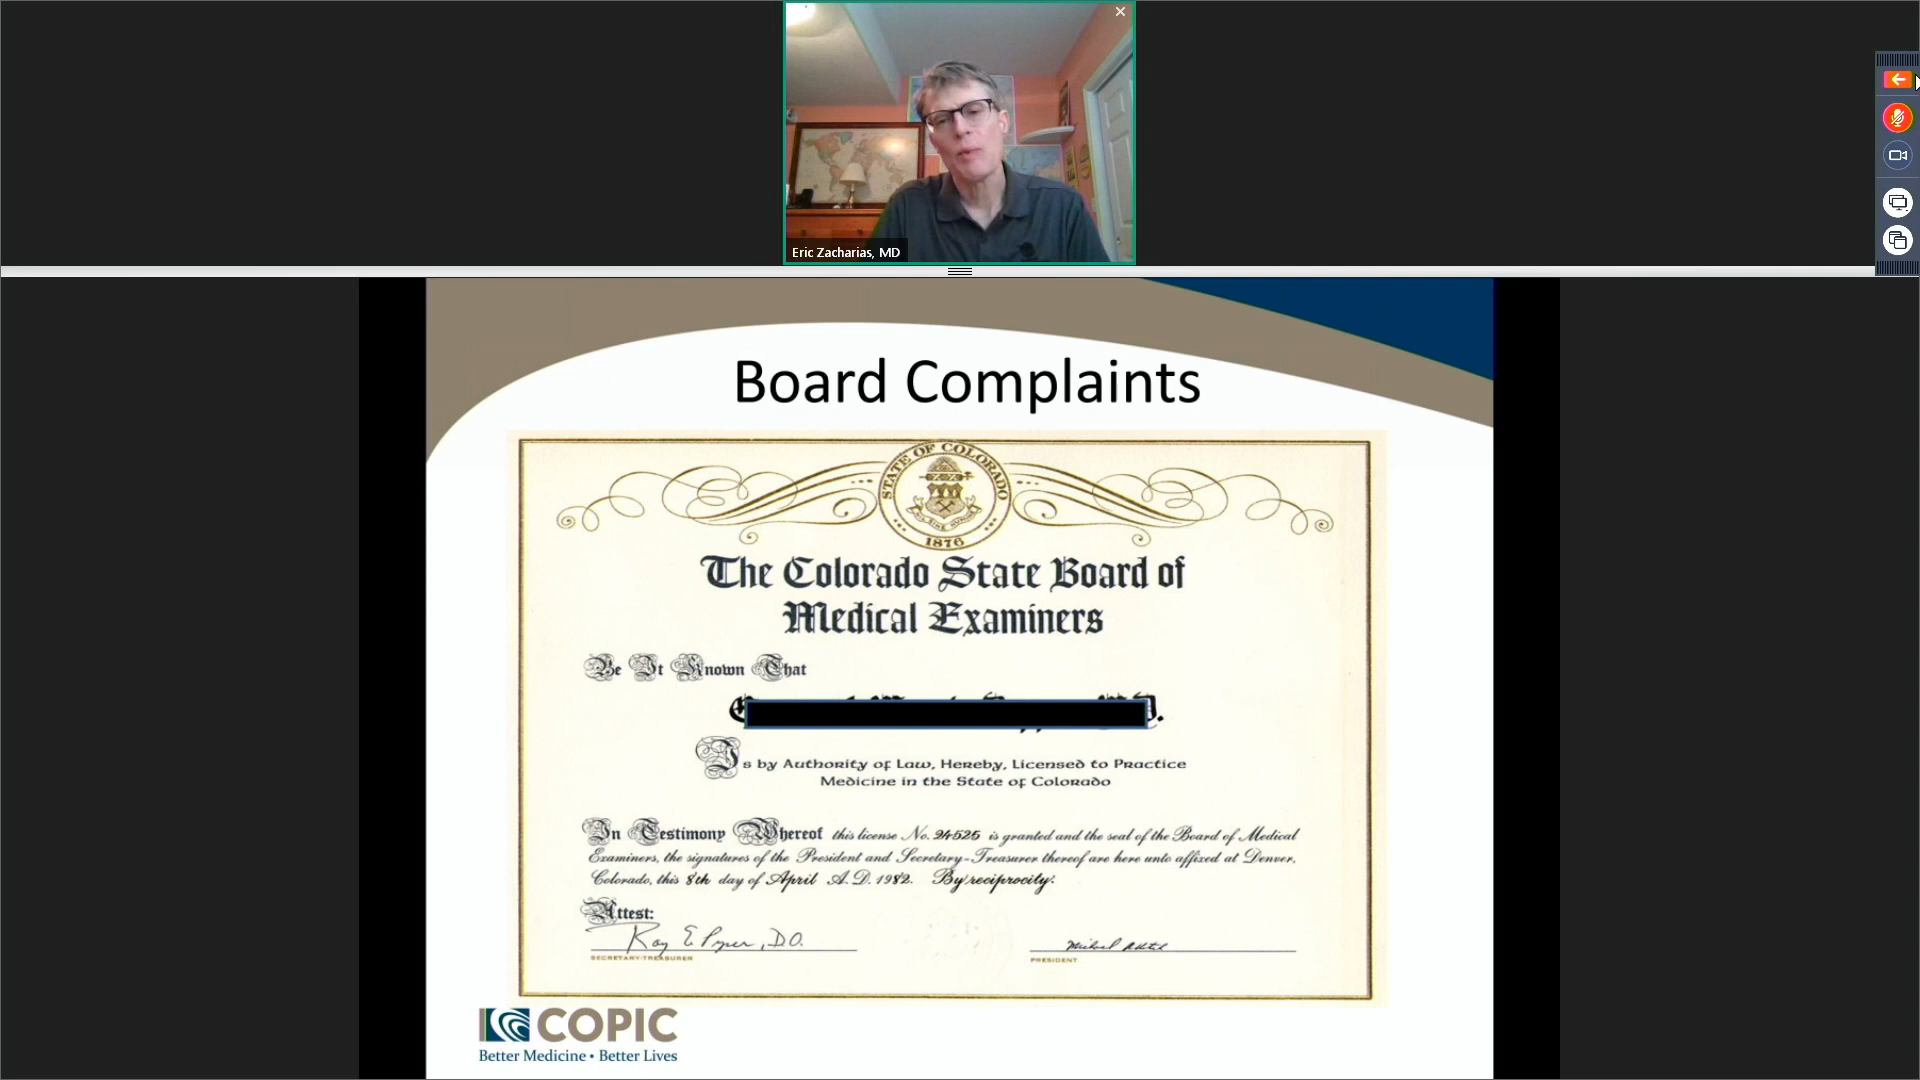 Eric Zacharias, MD
Board Complaints
STATE OF COLORADO
1876
The Colorado State Board of
Medical Examiners
Be It Known That
Is by Authority of Law, Hereby, Licensed to Practice
Medicine in the State of Colorado
In Testimony Whereof this license No. 24525 is granted and the seal of the Board of Medical
Examiners, the signatures of the President and Secretary-Treasurer thereof are here unto affixed at Denver,
Colorado, this 8th day of April A.D. 1982. By reciprocity.
Attest:
D.O.
SECRETARY-TREASURER
PRESIDENT
COPIC
Better Medicine • Better Lives